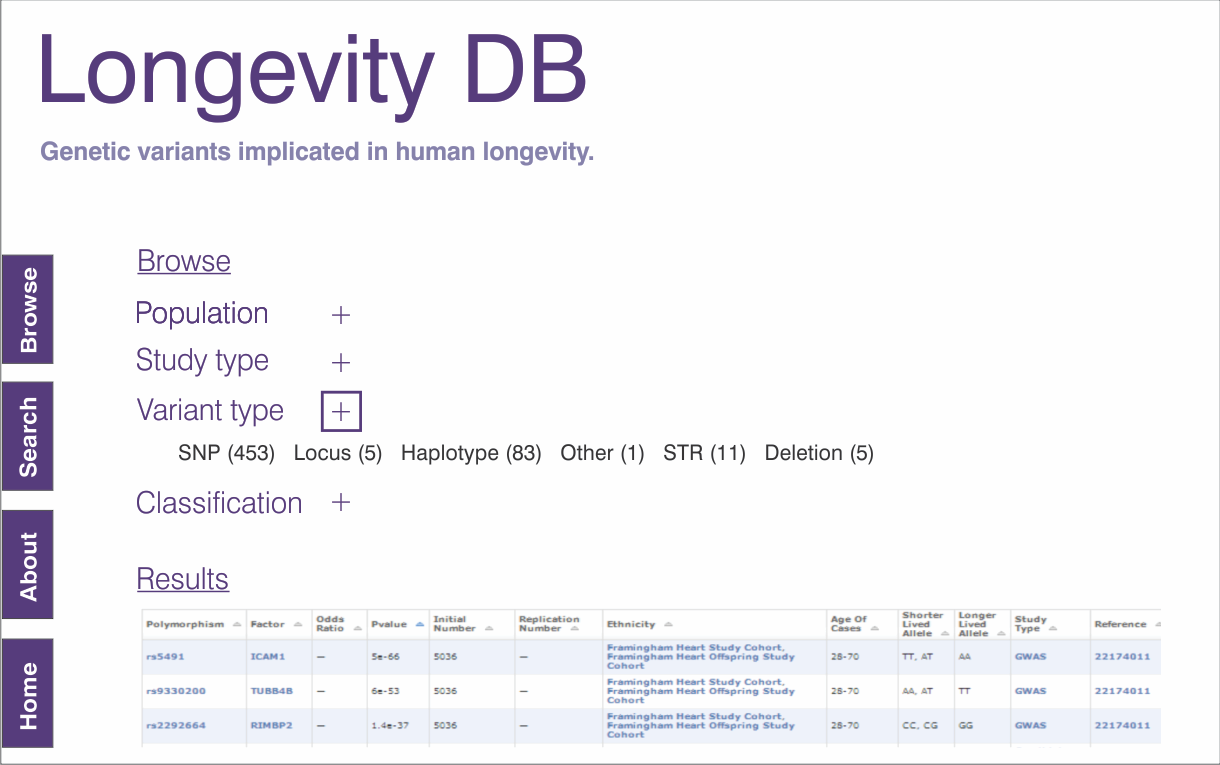 Longevity DB
Genetic variants implicated in human longevity.
Browse
Search
About
Home
Browse
Population +
Study type +
Variant type +
SNP (453) Locus (5) Haplotype (83) Other (1) STR (11) Deletion (5)
Classification +
Results
Polymorphism Factor Odds Ratio Pvalue Initial Number Replication Number Ethnicity Age Of Cases Shorter Lived Allele Longer Lived Allele Study Type Reference
rs5491 ICAM1 — 5e-66 5036 — Framingham Heart Study Cohort, Framingham Heart Offspring Study Cohort 28-70 TT, AT AA GWAS 22174011
rs9330200 TUBB4B — 6e-53 5036 — Framingham Heart Study Cohort, Framingham Heart Offspring Study Cohort 28-70 AA, AT TT GWAS 22174011
rs2292664 RIMBP2 — 1.4e-37 5036 — Framingham Heart Study Cohort, Framingham Heart Offspring Study Cohort 28-70 CC, CG GG GWAS 22174011